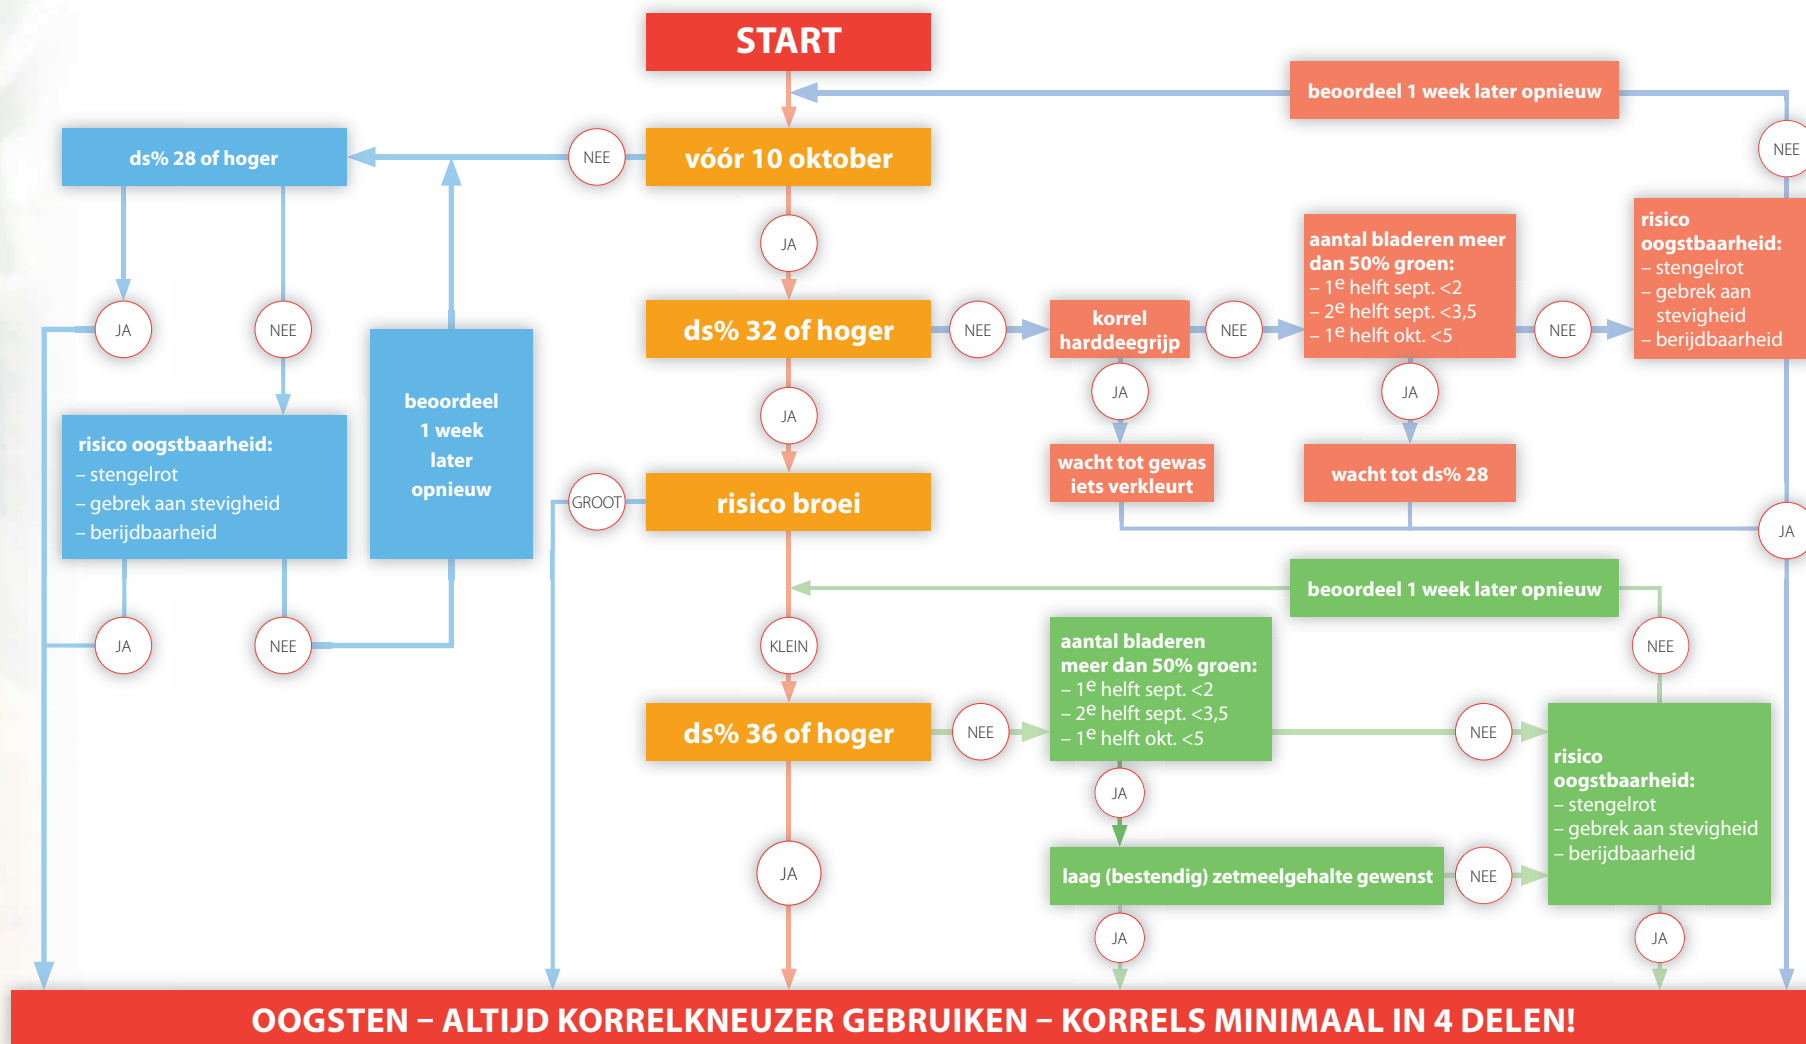 START
beoordeel 1 week later opnieuw
NEE
ds% 28 of hoger
NEE
vóór 10 oktober
JA
JA
NEE
ds% 32 of hoger
NEE
korrel
harddeegrijp
NEE
aantal bladeren meer
dan 50% groen:
– 1e helft sept. <2
– 2e helft sept. <3,5
– 1e helft okt. <5
NEE
risico
oogstbaarheid:
– stengelrot
– gebrek aan
stevigheid
– berijdbaarheid
JA
JA
JA
beoordeel
1 week
later
opnieuw
risico oogstbaarheid:
– stengelrot
– gebrek aan stevigheid
– berijdbaarheid
GROOT
risico broei
wacht tot gewas
iets verkleurt
wacht tot ds% 28
JA
beoordeel 1 week later opnieuw
JA
NEE
KLEIN
aantal bladeren
meer dan 50% groen:
– 1e helft sept. <2
– 2e helft sept. <3,5
– 1e helft okt. <5
NEE
ds% 36 of hoger
NEE
NEE
risico
oogstbaarheid:
– stengelrot
– gebrek aan stevigheid
– berijdbaarheid
JA
JA
laag (bestendig) zetmeelgehalte gewenst
NEE
JA
JA
OOGSTEN – ALTIJD KORRELKNEUZER GEBRUIKEN – KORRELS MINIMAAL IN 4 DELEN!